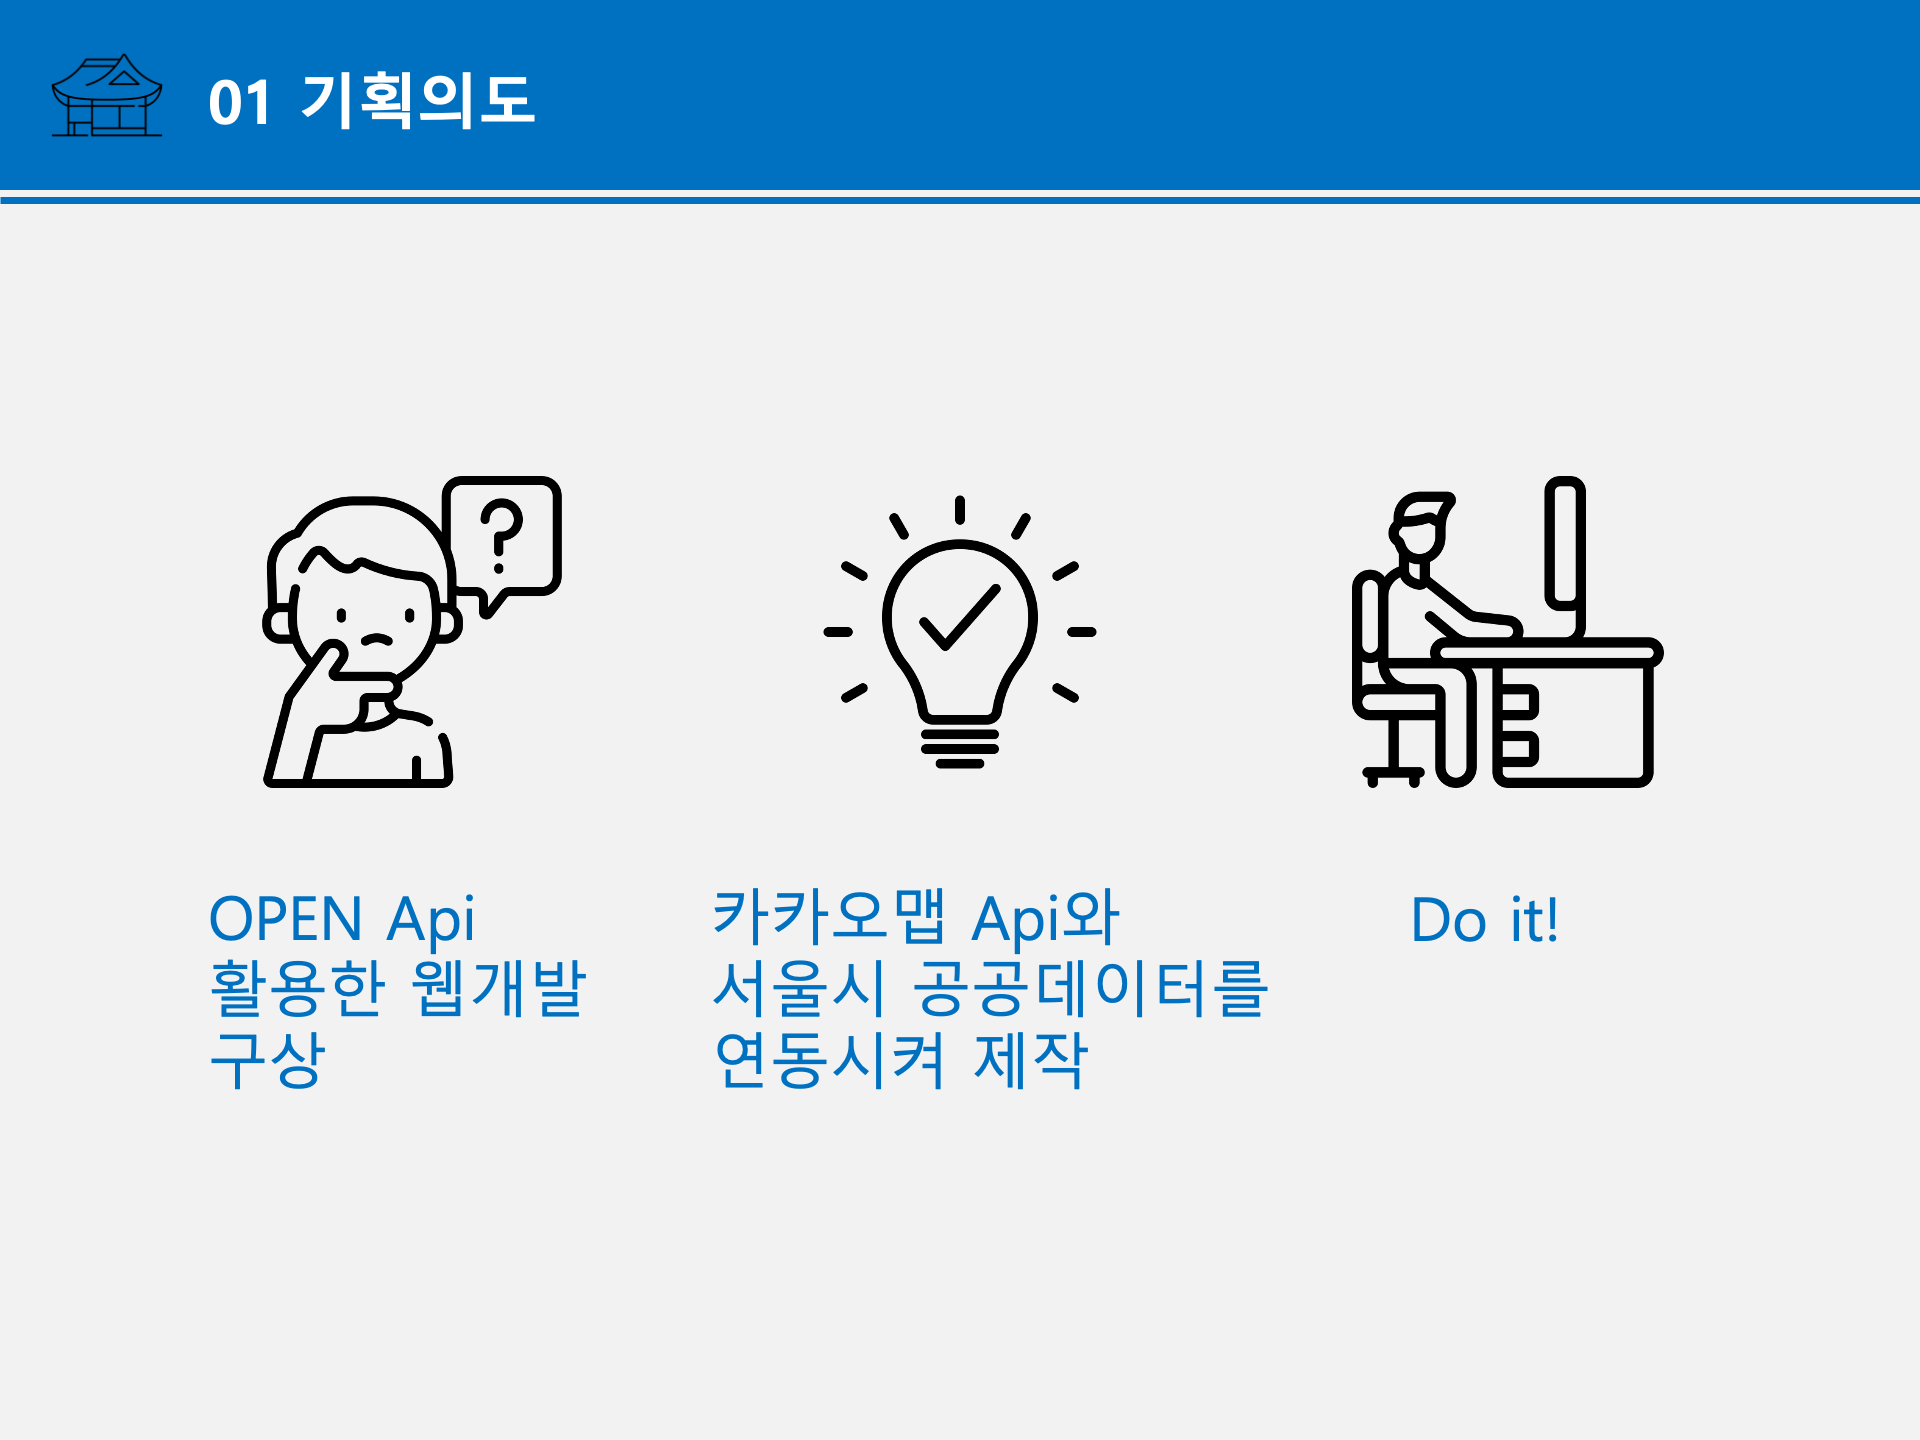 01 기획의도
?
OPEN Api
활용한 웹개발
구상
카카오맵 Api와
서울시 공공데이터를
연동시켜 제작
Do it!